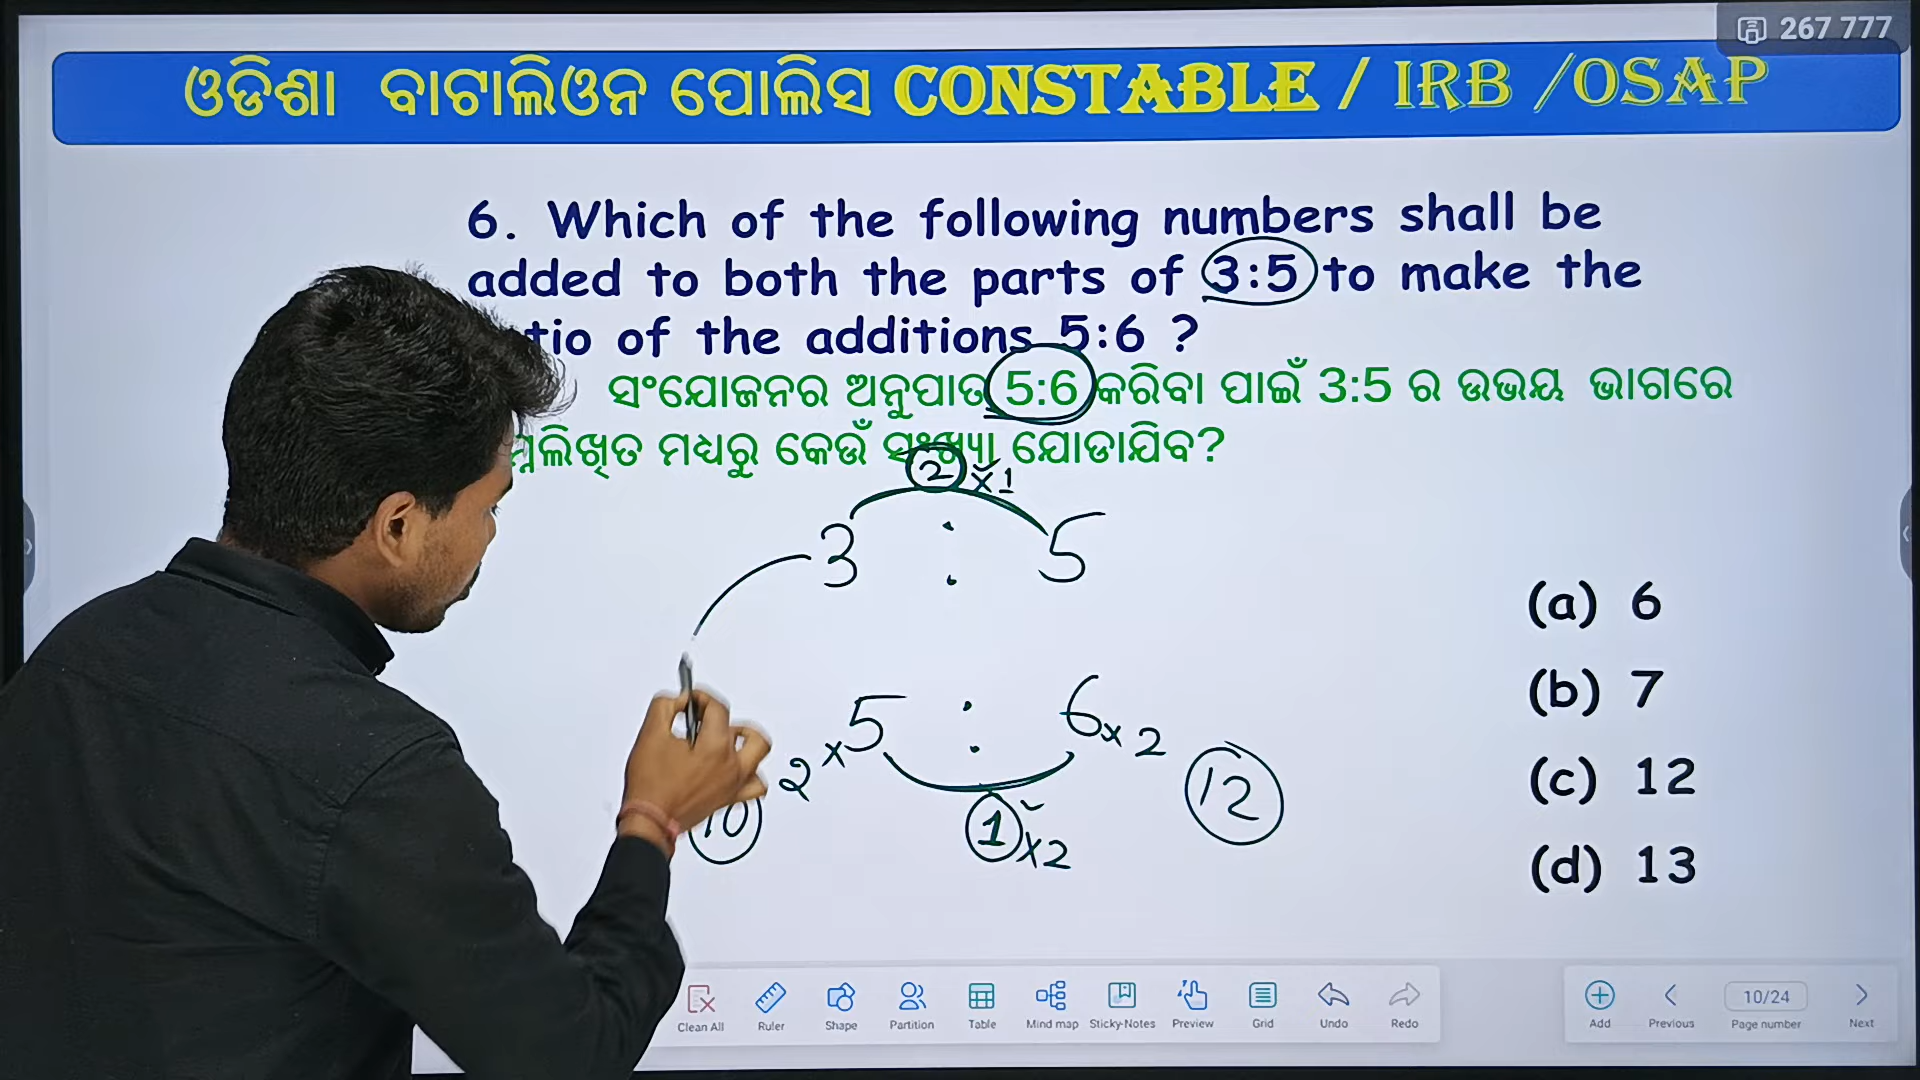 267 777
ଓଡିଶା ବାଟାଲିଓନ ପୋଲିସ CONSTABLE / IRB /OSAP
6. Which of the following numbers shall be
added to both the parts of 3:5 to make the
tio of the additions 5:6 ?
ସଂଯୋଜନର ଅନୁପାତ 5:6 କରିବା ପାଇଁ 3:5 ର ଉଭୟ ଭାଗରେ
ଲିଖିତ ମଧ୍ୟରୁ କେଉଁ ସଂଖ୍ୟା ଯୋଡାଯିବ?
2 x1
3 : 5
2 x 5 : 6 x 2
10 1 x2 12
(a) 6
(b) 7
(c) 12
(d) 13
Clean All Ruler Shape Partition Table Mind map Sticky-Notes Preview Grid Undo Redo
10/24
Add Previous Page number Next